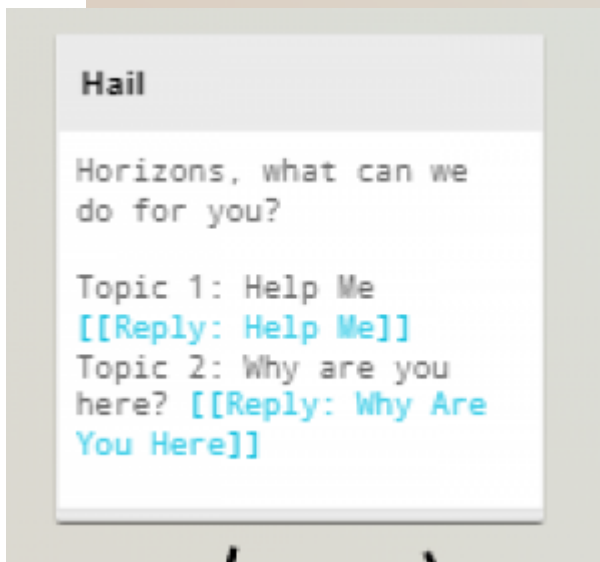 Hail
Horizons, what can we
do for you?
Topic 1: Help Me
[[Reply: Help Me]]
Topic 2: Why are you
here? [[Reply: Why Are
You Here]]